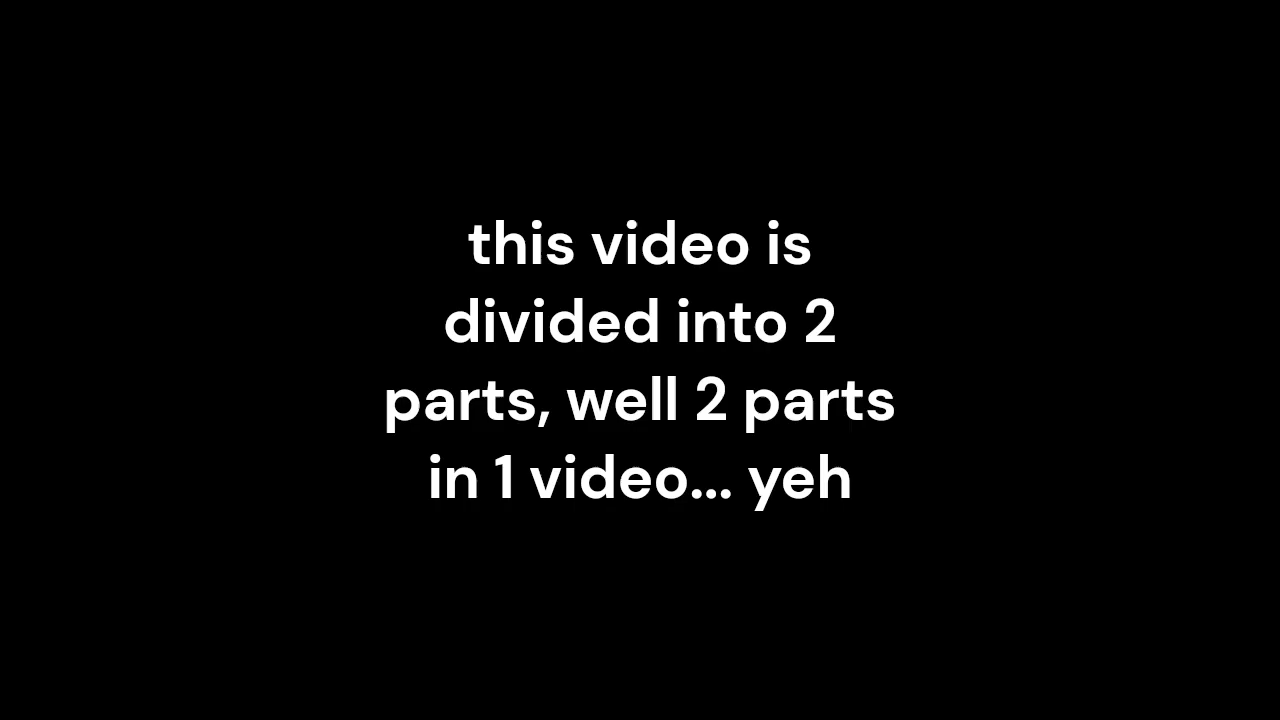 this video is
divided into 2
parts, well 2 parts
in 1 video... yeh